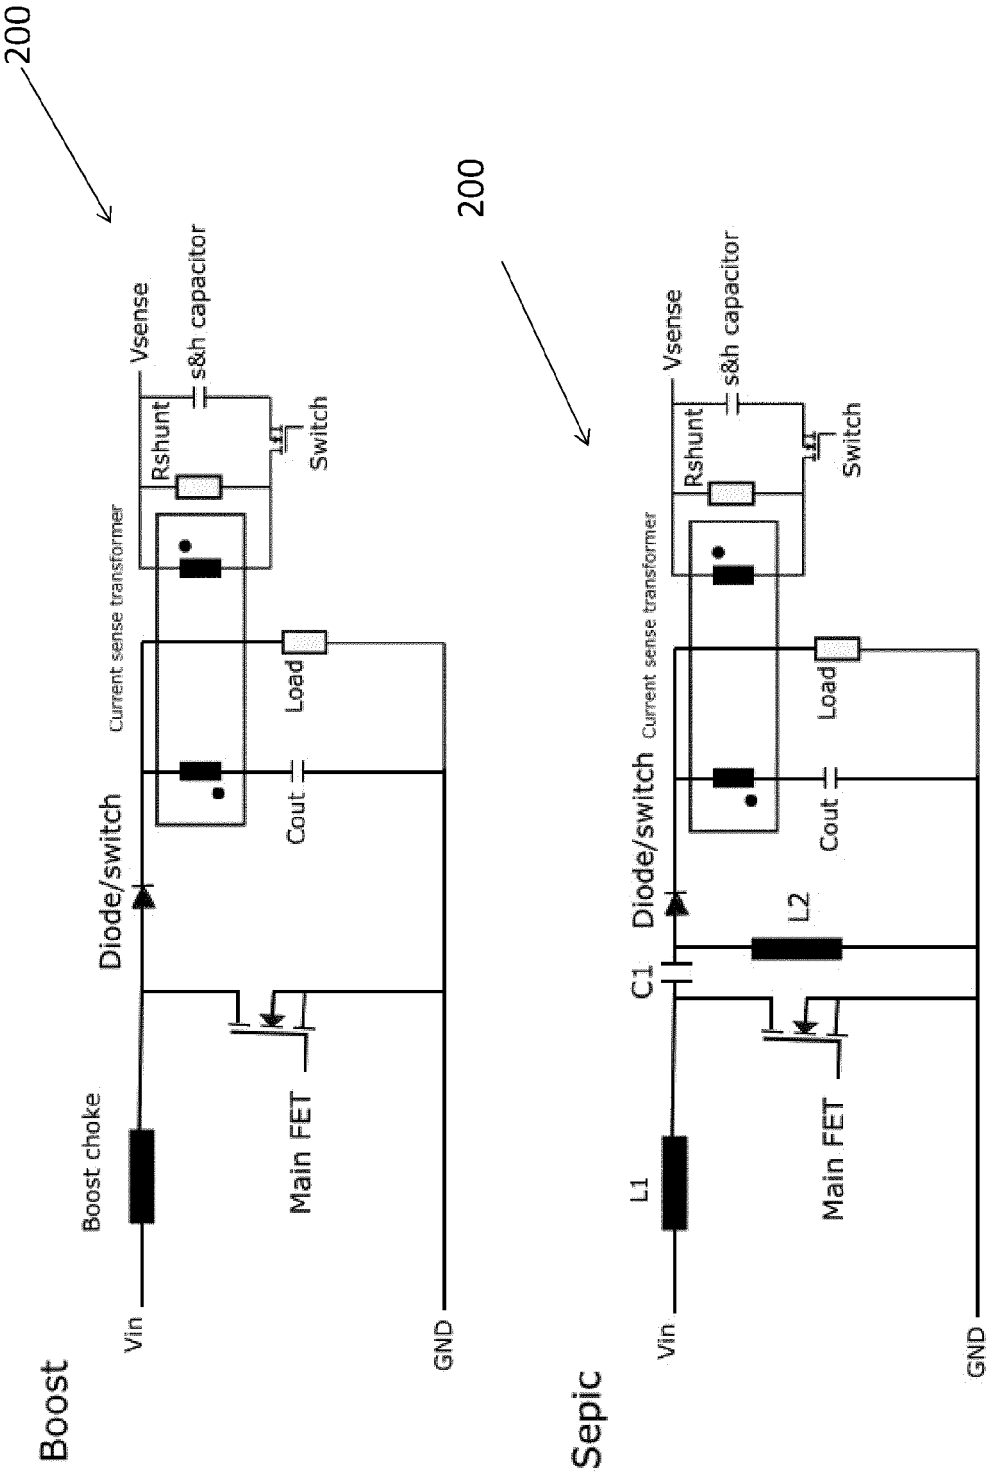 Boost
200
Vin
Boost choke
Main FET
Diode/switch
Current sense transformer
Cout
Load
Rshunt
Vsense
s&h capacitor
Switch
GND
Sepic
200
Vin
L1
Main FET
C1
L2
Diode/switch
Current sense transformer
Cout
Load
Rshunt
Vsense
s&h capacitor
Switch
GND